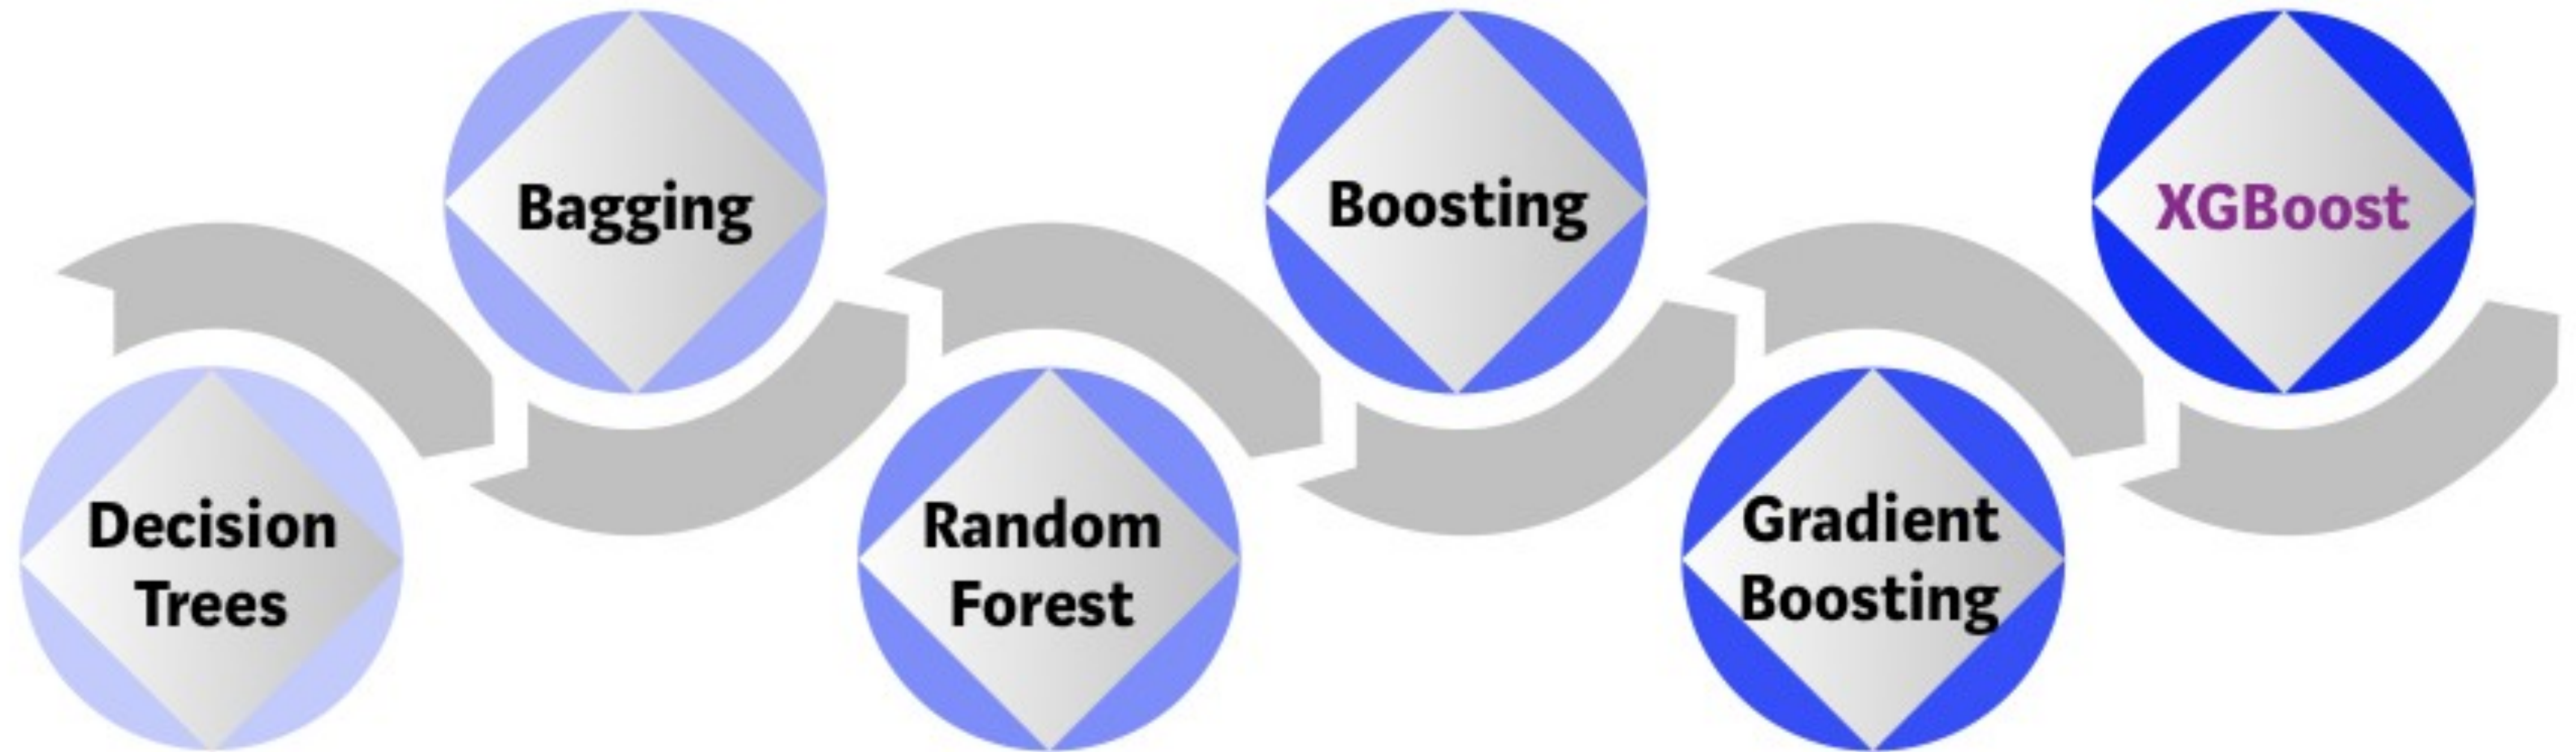 Decision
Trees
Bagging
Random
Forest
Boosting
Gradient
Boosting
XGBoost